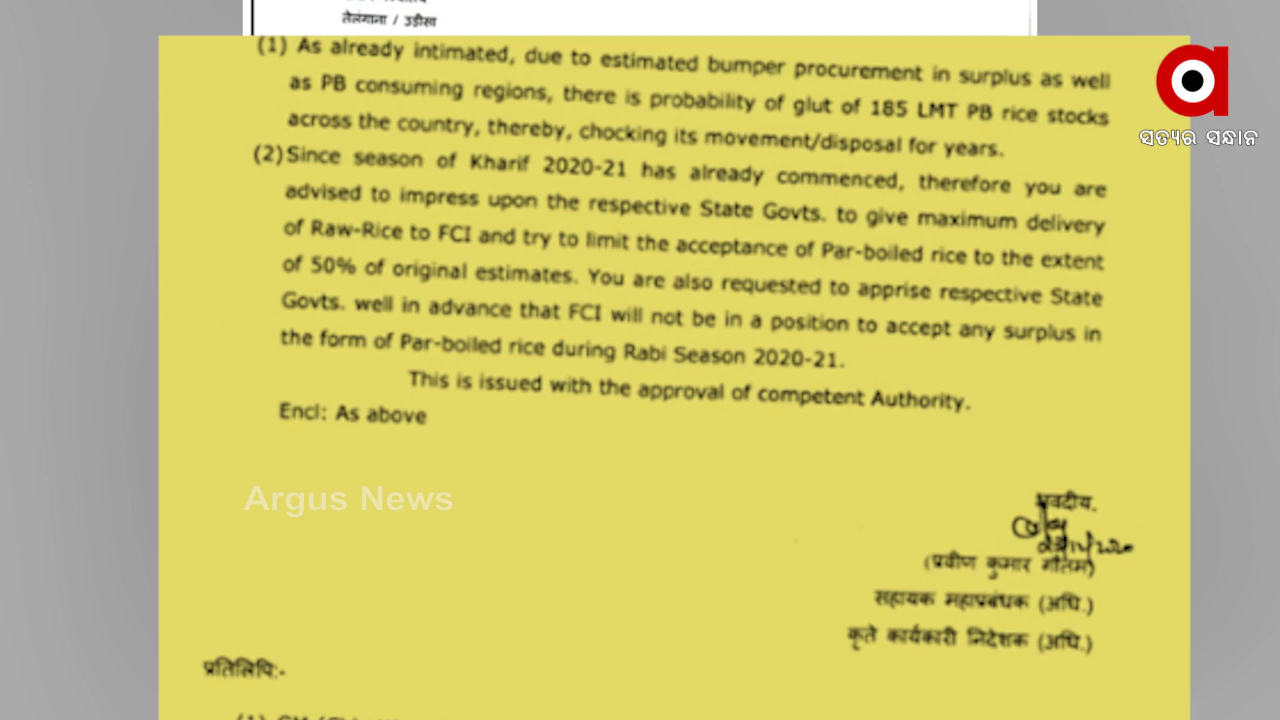 तेलंगाना / उडीसा
(1) As already intimated, due to estimated bumper procurement in surplus as well
as PB consuming regions, there is probability of glut of 185 LMT PB rice stocks
across the country, thereby, chocking its movement/disposal for years.
(2) Since season of Kharif 2020-21 has already commenced, therefore you are
advised to impress upon the respective State Govts. to give maximum delivery
of Raw-Rice to FCI and try to limit the acceptance of Par-boiled rice to the extent
of 50% of original estimates. You are also requested to apprise respective State
Govts. well in advance that FCI will not be in a position to accept any surplus in
the form of Par-boiled rice during Rabi Season 2020-21.
This is issued with the approval of competent Authority.
Encl: As above
भवदीय.
(प्रवीण कुमार गौतम)
सहायक महाप्रबंधक (अधि.)
कृते कार्यकारी निदेशक (अधि.)
प्रतिलिपि:-
Argus News
a
ସତ୍ୟର ସନ୍ଧାନ